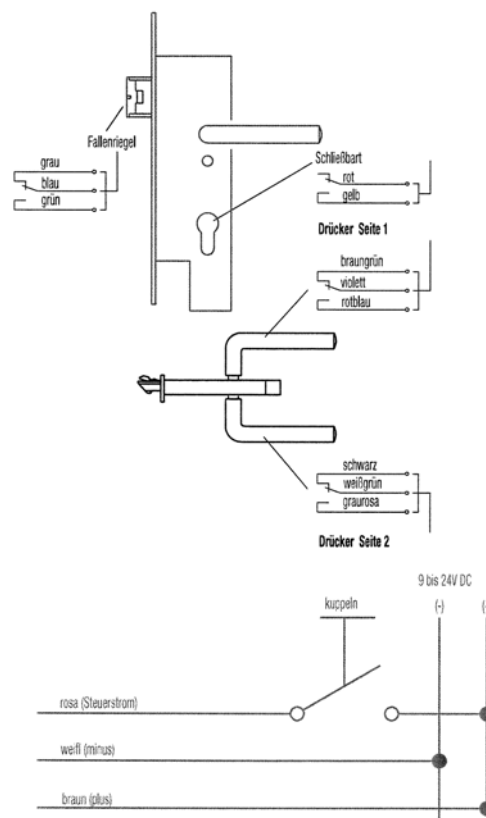 Fallenriegel
grau
blau
grün
Schließbart
rot
gelb
Drücker Seite 1
braungrün
violett
rotblau
schwarz
weißgrün
graurosa
Drücker Seite 2
9 bis 24V DC
kuppeln
(-)
rosa (Steuerstrom)
weifl (minus)
braun (plus)